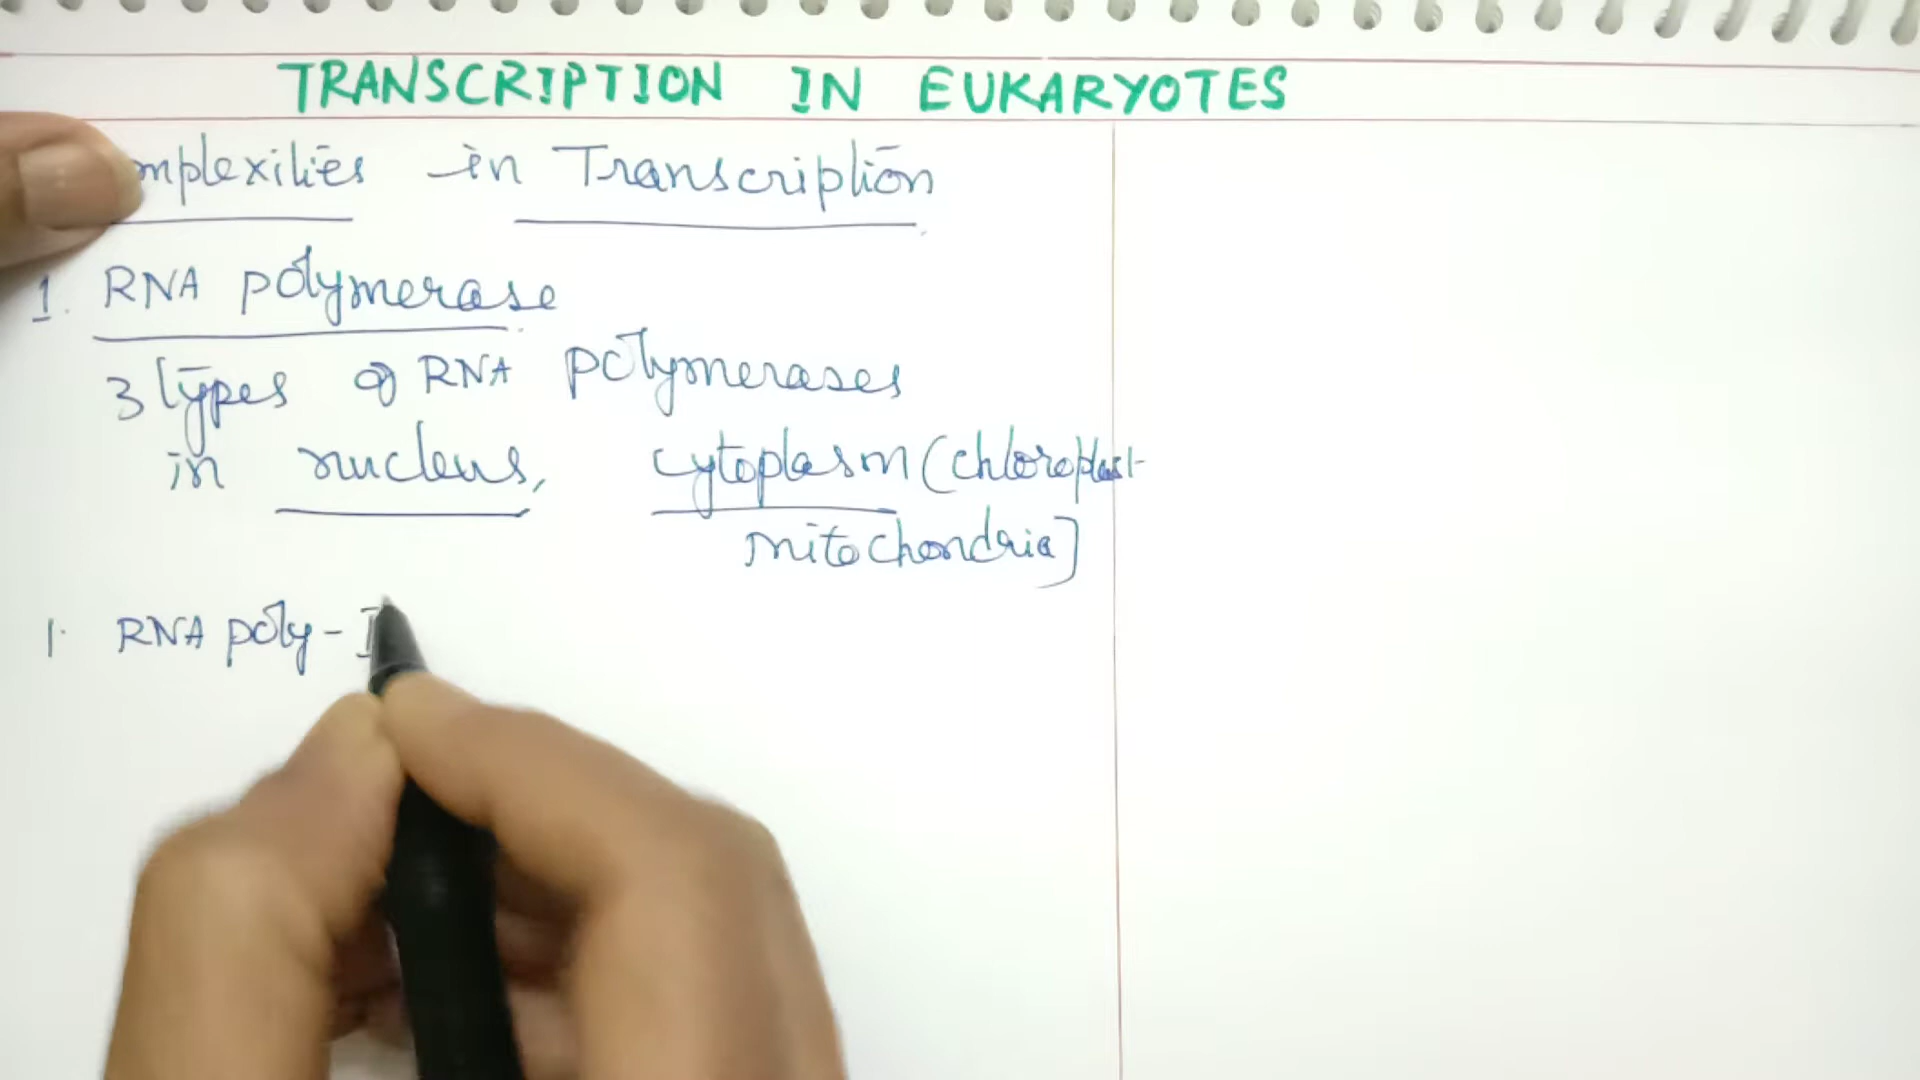 TRANSCRIPTION IN EUKARYOTES
mplexities in Transcription
1. RNA polymerase
3 types of RNA polymerases
in nucleus, cytoplasm (chloroplast
mitochondria]
1. RNA poly - I